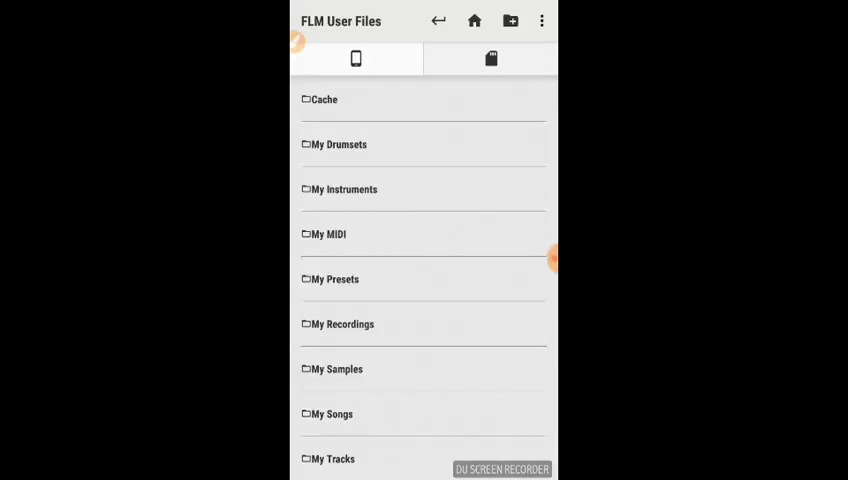 FLM User Files
Cache
My Drumsets
My Instruments
My MIDI
My Presets
My Recordings
My Samples
My Songs
My Tracks
DU SCREEN RECORDER